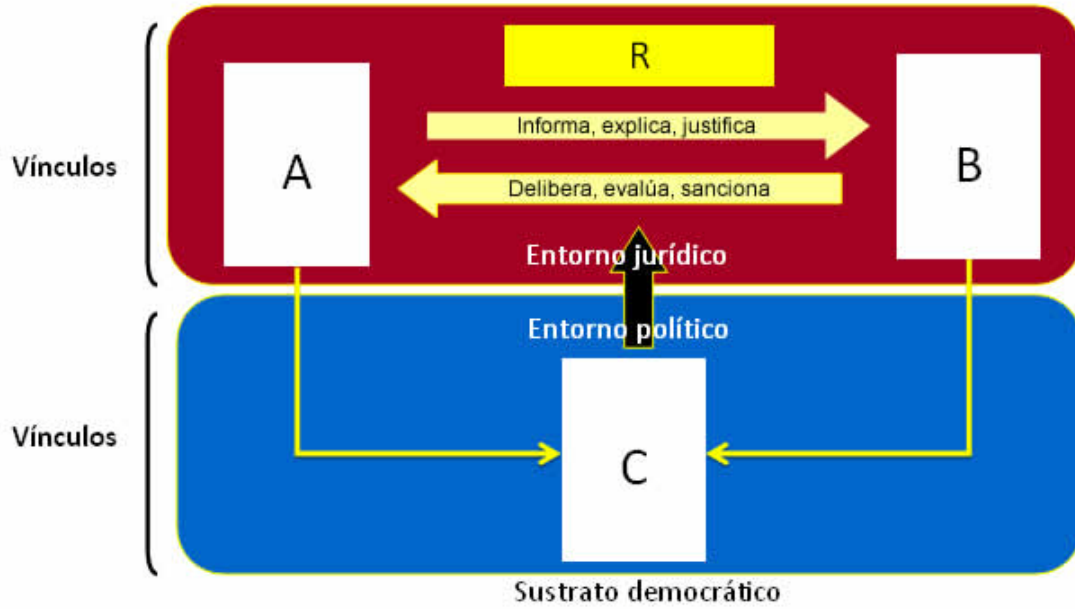 R
A
Informa, explica, justifica
B
Vínculos
Delibera, evalúa, sanciona
Entorno jurídico
Entorno político
Vínculos
C
Sustrato democrático